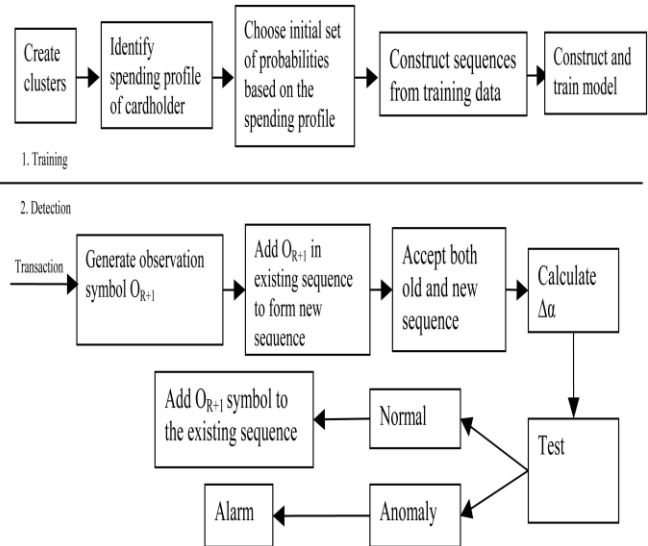 Create
clusters
Identify
spending profile
of cardholder
Choose initial set
of probabilities
based on the
spending profile
Construct sequences
from training data
Construct and
train model
1. Training
2. Detection
Transaction
Generate observation
symbol O_{R+1}
Add O_{R+1} in
existing sequence
to form new
sequence
Accept both
old and new
sequence
Calculate
Δα
Add O_{R+1} symbol to
the existing sequence
Normal
Test
Alarm
Anomaly